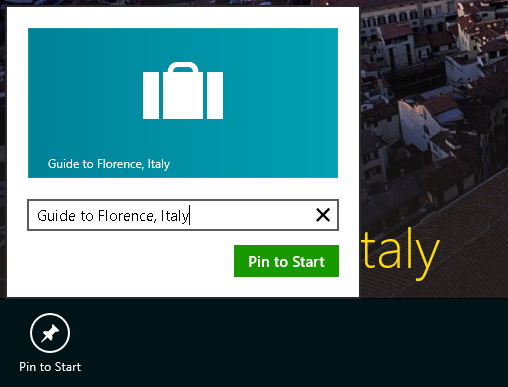 Guide to Florence, Italy
Guide to Florence, Italy
Pin to Start
taly
Pin to Start